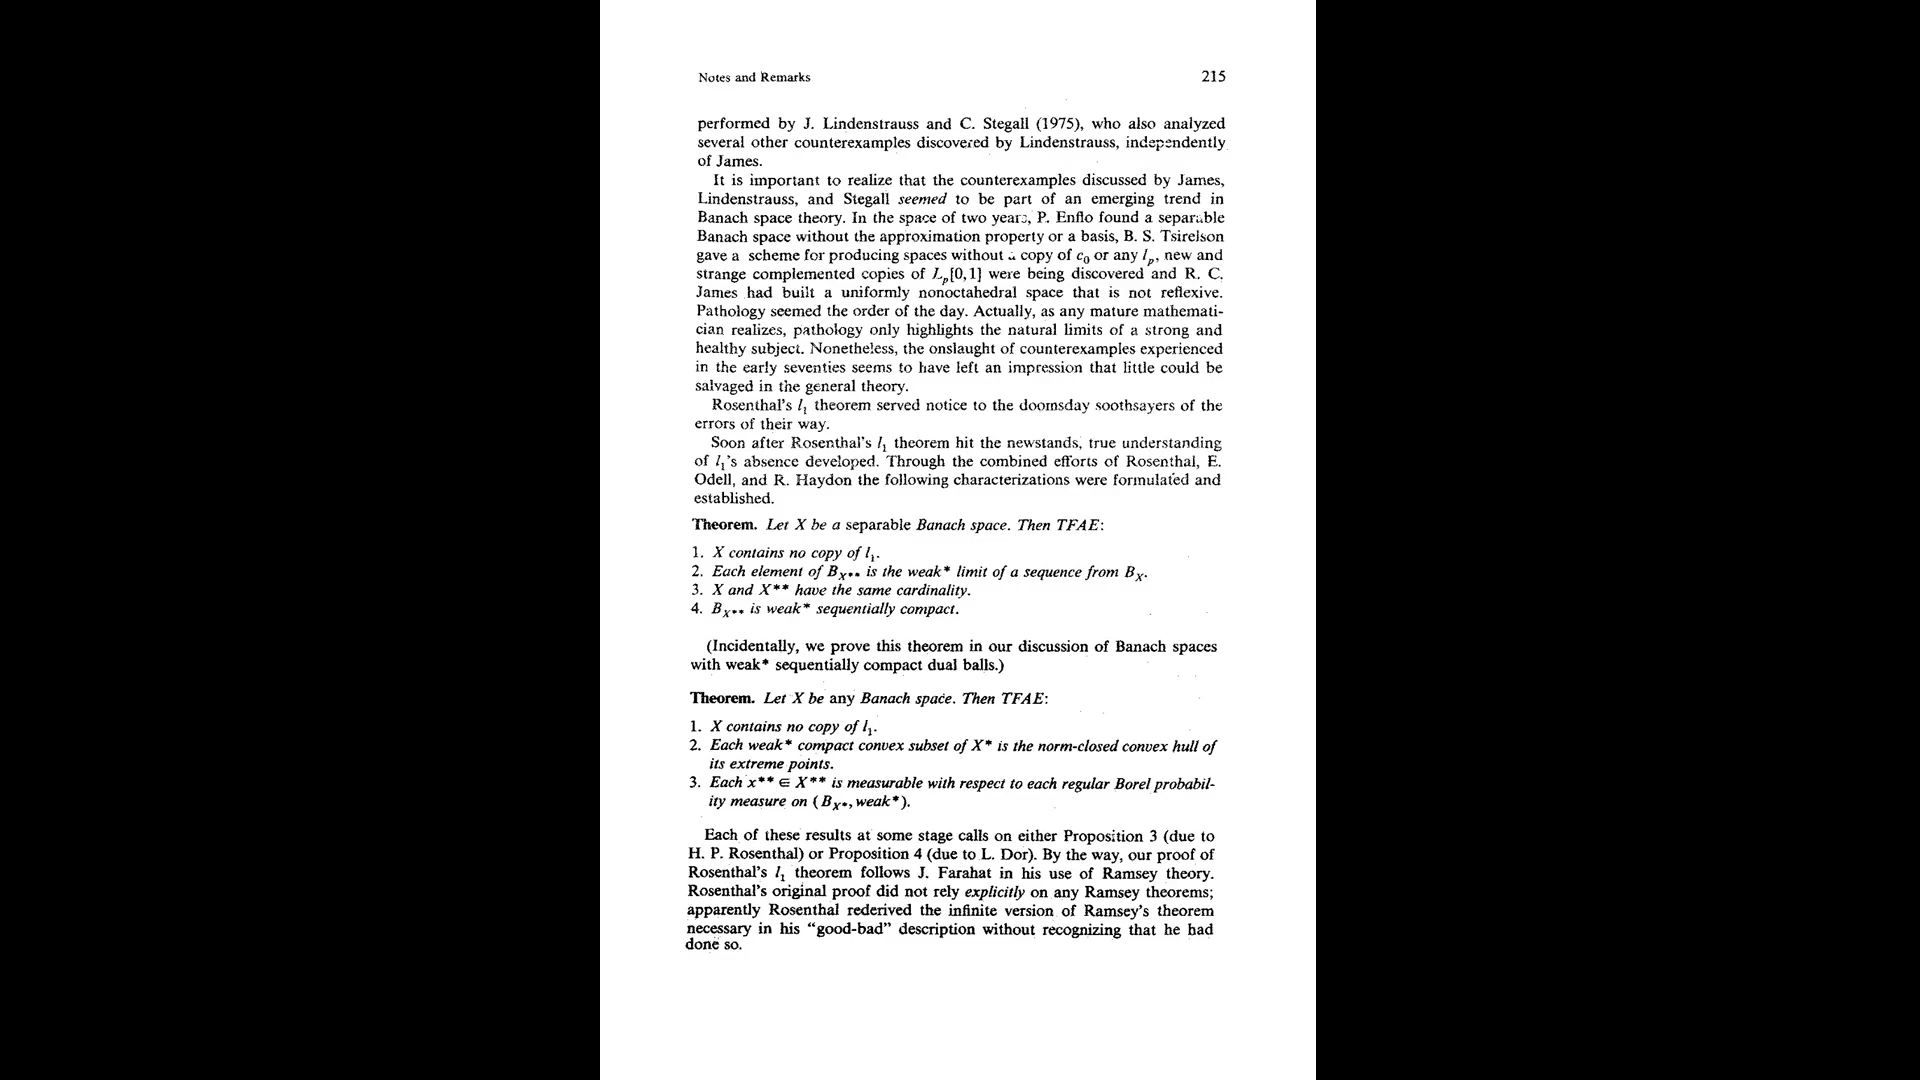 Notes and Remarks 215
performed by J. Lindenstrauss and C. Stegall (1975), who also analyzed
several other counterexamples discovered by Lindenstrauss, independently
of James.
It is important to realize that the counterexamples discussed by James,
Lindenstrauss, and Stegall seemed to be part of an emerging trend in
Banach space theory. In the space of two years, P. Enflo found a separable
Banach space without the approximation property or a basis, B. S. Tsirelson
gave a scheme for producing spaces without a copy of c₀ or any lₚ, new and
strange complemented copies of Lₚ[0,1] were being discovered and R. C.
James had built a uniformly nonoctahedral space that is not reflexive.
Pathology seemed the order of the day. Actually, as any mature mathemati-
cian realizes, pathology only highlights the natural limits of a strong and
healthy subject. Nonetheless, the onslaught of counterexamples experienced
in the early seventies seems to have left an impression that little could be
salvaged in the general theory.
Rosenthal's l₁ theorem served notice to the doomsday soothsayers of the
errors of their way.
Soon after Rosenthal's l₁ theorem hit the newstands, true understanding
of l₁'s absence developed. Through the combined efforts of Rosenthal, E.
Odell, and R. Haydon the following characterizations were formulated and
established.
Theorem. Let X be a separable Banach space. Then TFAE:
1. X contains no copy of l₁.
2. Each element of B_X** is the weak* limit of a sequence from B_X.
3. X and X** have the same cardinality.
4. B_X** is weak* sequentially compact.
(Incidentally, we prove this theorem in our discussion of Banach spaces
with weak* sequentially compact dual balls.)
Theorem. Let X be any Banach space. Then TFAE:
1. X contains no copy of l₁.
2. Each weak* compact convex subset of X* is the norm-closed convex hull of
its extreme points.
3. Each x** ∈ X** is measurable with respect to each regular Borel probabil-
ity measure on (B_X*, weak*).
Each of these results at some stage calls on either Proposition 3 (due to
H. P. Rosenthal) or Proposition 4 (due to L. Dor). By the way, our proof of
Rosenthal's l₁ theorem follows J. Farahat in his use of Ramsey theory.
Rosenthal's original proof did not rely explicitly on any Ramsey theorems;
apparently Rosenthal rederived the infinite version of Ramsey's theorem
necessary in his “good-bad” description without recognizing that he had
done so.